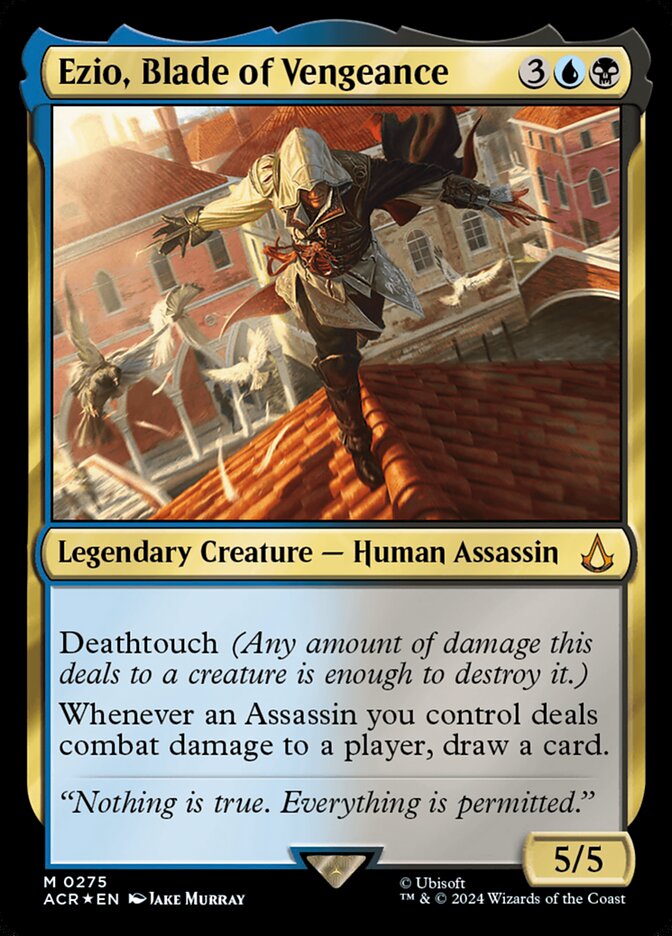 Ezio, Blade of Vengeance 3
Legendary Creature — Human Assassin
Deathtouch (Any amount of damage this
deals to a creature is enough to destroy it.)
Whenever an Assassin you control deals
combat damage to a player, draw a card.
“Nothing is true. Everything is permitted.”
5/5
M 0275
ACR★EN Jake Murray
© Ubisoft
™ & © 2024 Wizards of the Coast